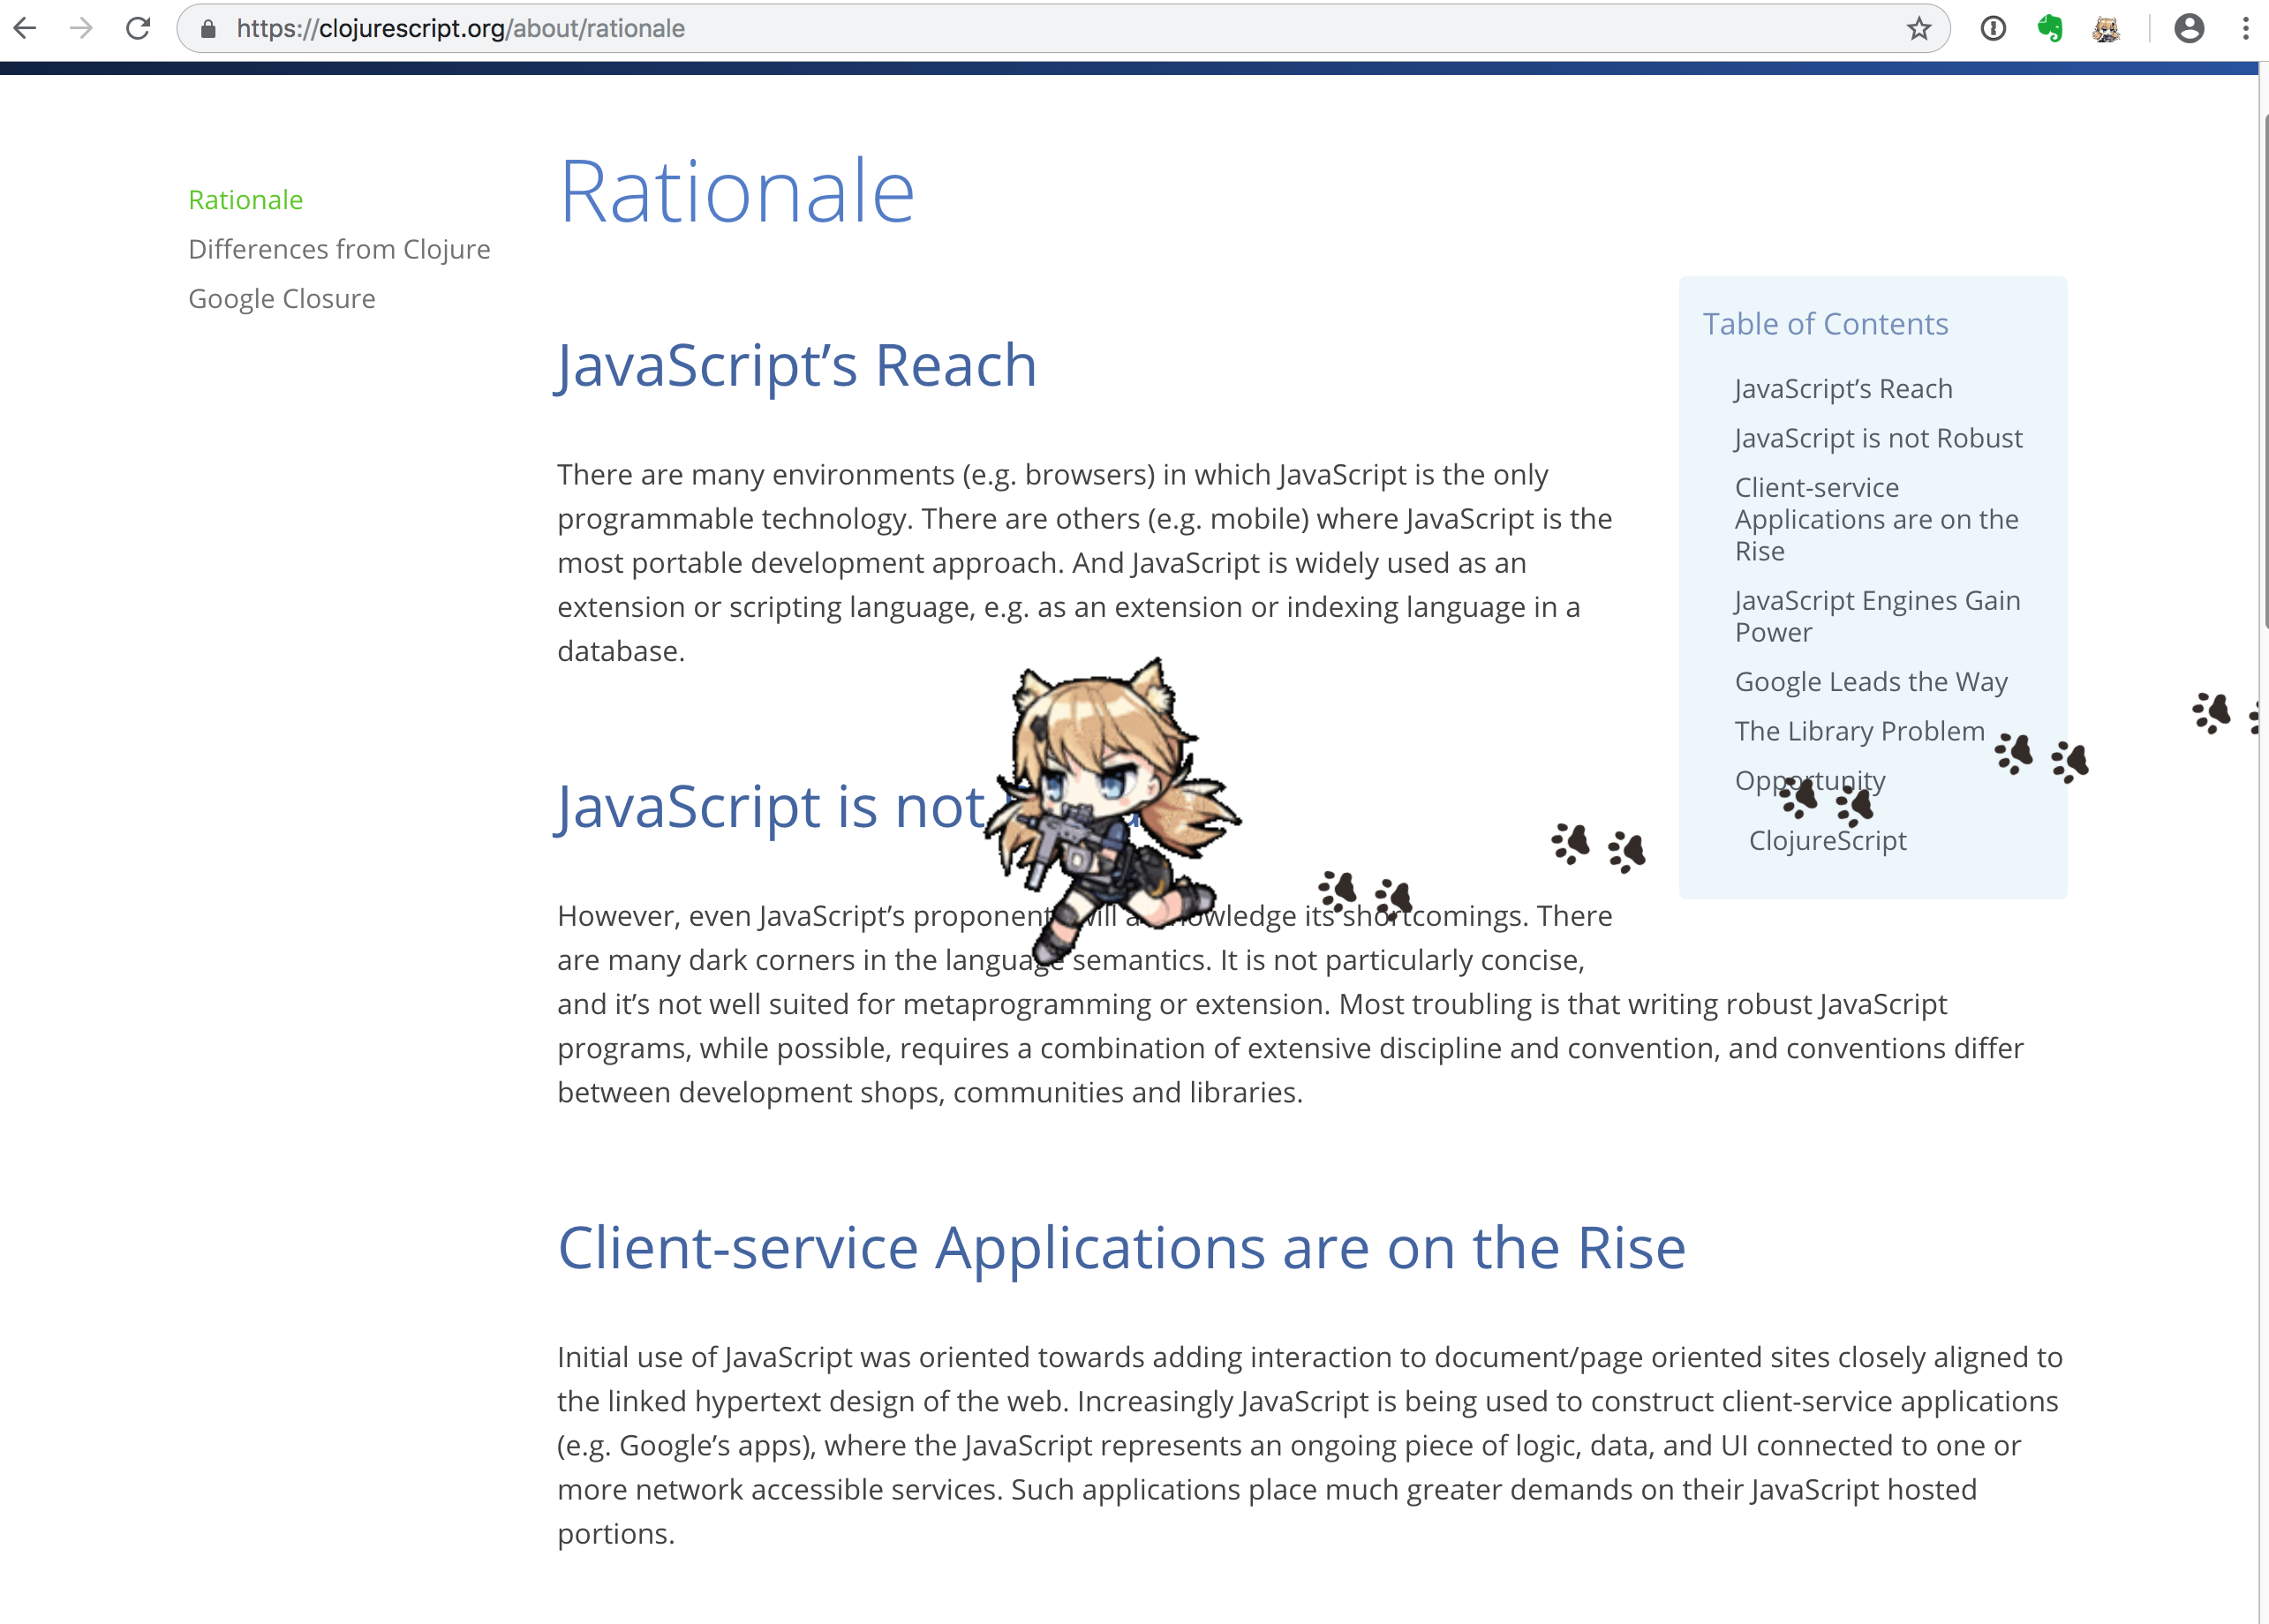 https://clojurescript.org/about/rationale
Rationale
Differences from Clojure
Google Closure
Rationale
JavaScript’s Reach
There are many environments (e.g. browsers) in which JavaScript is the only
programmable technology. There are others (e.g. mobile) where JavaScript is the
most portable development approach. And JavaScript is widely used as an
extension or scripting language, e.g. as an extension or indexing language in a
database.
Table of Contents
JavaScript’s Reach
JavaScript is not Robust
Client-service
Applications are on the
Rise
JavaScript Engines Gain
Power
Google Leads the Way
The Library Problem
Opportunity
ClojureScript
JavaScript is not
However, even JavaScript’s proponents will acknowledge its shortcomings. There
are many dark corners in the language semantics. It is not particularly concise,
and it’s not well suited for metaprogramming or extension. Most troubling is that writing robust JavaScript
programs, while possible, requires a combination of extensive discipline and convention, and conventions differ
between development shops, communities and libraries.
Client-service Applications are on the Rise
Initial use of JavaScript was oriented towards adding interaction to document/page oriented sites closely aligned to
the linked hypertext design of the web. Increasingly JavaScript is being used to construct client-service applications
(e.g. Google’s apps), where the JavaScript represents an ongoing piece of logic, data, and UI connected to one or
more network accessible services. Such applications place much greater demands on their JavaScript hosted
portions.